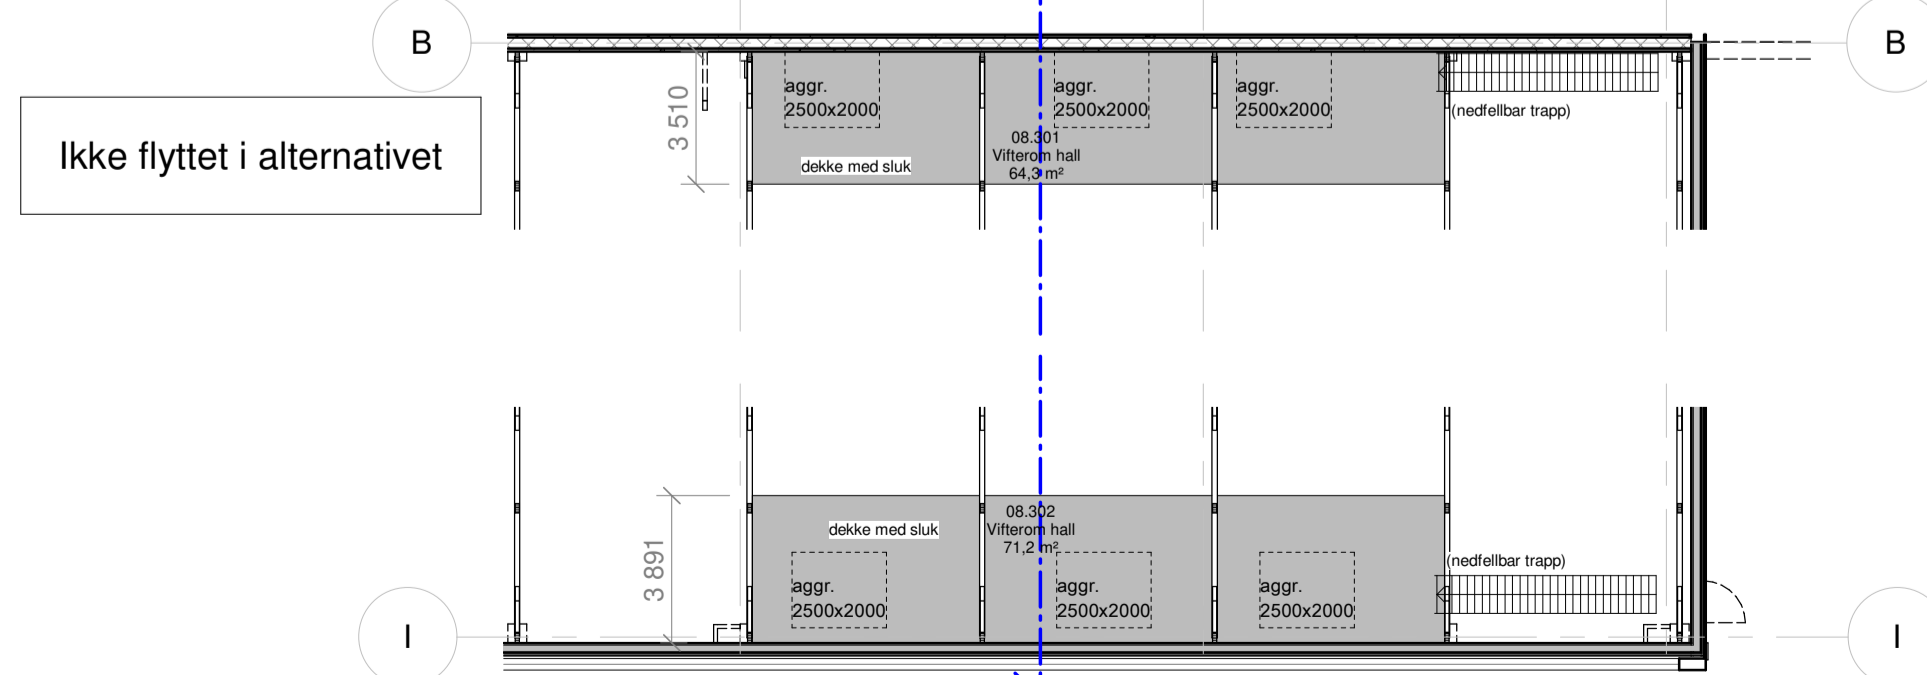 B
B
Ikke flyttet i alternativet
3 510
aggr.
2500x2000
aggr.
2500x2000
aggr.
2500x2000
(nedfellbar trapp)
dekke med sluk
08.301
Vifterom hall
64,3 m²
3 891
dekke med sluk
08.302
Vifterom hall
71,2 m²
(nedfellbar trapp)
aggr.
2500x2000
aggr.
2500x2000
aggr.
2500x2000
I
I